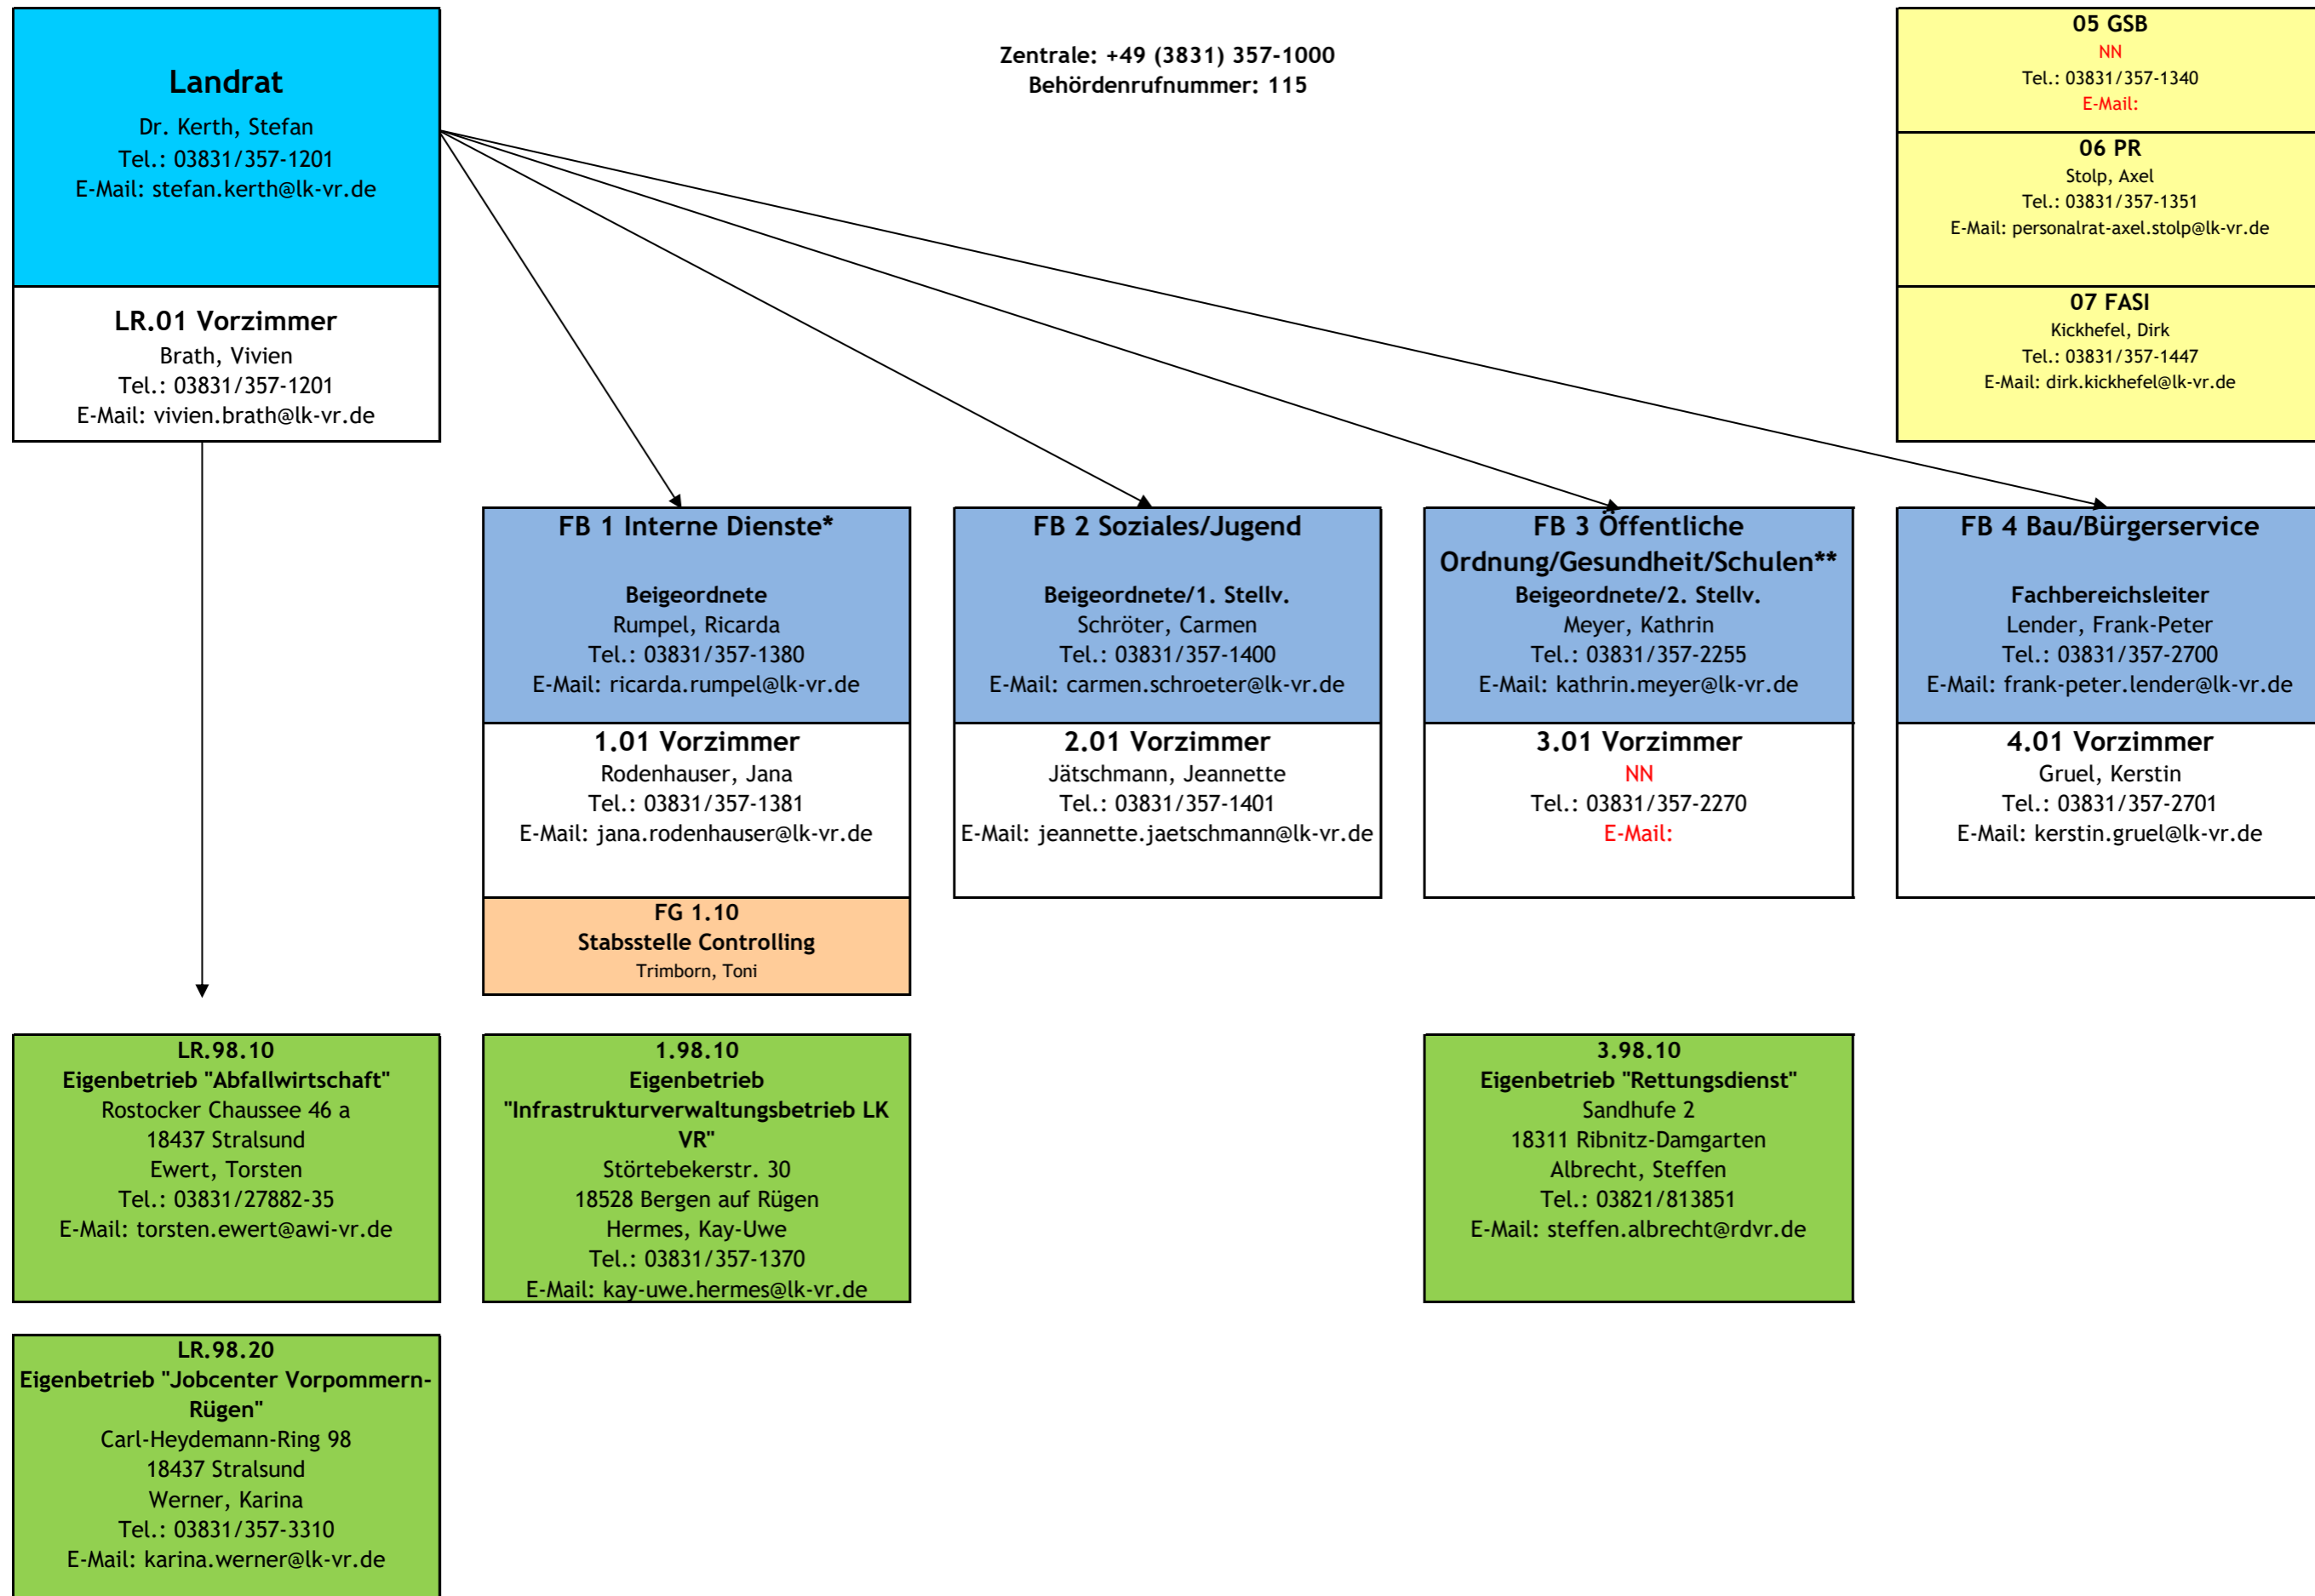 Landrat
Dr. Kerth, Stefan
Tel.: 03831/357-1201
E-Mail: stefan.kerth@lk-vr.de
LR.01 Vorzimmer
Brath, Vivien
Tel.: 03831/357-1201
E-Mail: vivien.brath@lk-vr.de
Zentrale: +49 (3831) 357-1000
Behördenrufnummer: 115
05 GSB
NN
Tel.: 03831/357-1340
E-Mail:
06 PR
Stolp, Axel
Tel.: 03831/357-1351
E-Mail: personalrat-axel.stolp@lk-vr.de
07 FASI
Kickhefel, Dirk
Tel.: 03831/357-1447
E-Mail: dirk.kickhefel@lk-vr.de
FB 1 Interne Dienste*
Beigeordnete
Rumpel, Ricarda
Tel.: 03831/357-1380
E-Mail: ricarda.rumpel@lk-vr.de
1.01 Vorzimmer
Rodenhauser, Jana
Tel.: 03831/357-1381
E-Mail: jana.rodenhauser@lk-vr.de
FG 1.10
Stabsstelle Controlling
Trimborn, Toni
FB 2 Soziales/Jugend
Beigeordnete/1. Stellv.
Schröter, Carmen
Tel.: 03831/357-1400
E-Mail: carmen.schroeter@lk-vr.de
2.01 Vorzimmer
Jätschmann, Jeannette
Tel.: 03831/357-1401
E-Mail: jeannette.jaetschmann@lk-vr.de
FB 3 Öffentliche
Ordnung/Gesundheit/Schulen**
Beigeordnete/2. Stellv.
Meyer, Kathrin
Tel.: 03831/357-2255
E-Mail: kathrin.meyer@lk-vr.de
3.01 Vorzimmer
NN
Tel.: 03831/357-2270
E-Mail:
FB 4 Bau/Bürgerservice
Fachbereichsleiter
Lender, Frank-Peter
Tel.: 03831/357-2700
E-Mail: frank-peter.lender@lk-vr.de
4.01 Vorzimmer
Gruel, Kerstin
Tel.: 03831/357-2701
E-Mail: kerstin.gruel@lk-vr.de
LR.98.10
Eigenbetrieb "Abfallwirtschaft"
Rostocker Chaussee 46 a
18437 Stralsund
Ewert, Torsten
Tel.: 03831/27882-35
E-Mail: torsten.ewert@awi-vr.de
1.98.10
Eigenbetrieb
"Infrastrukturverwaltungsbetrieb LK
VR"
Störtebekerstr. 30
18528 Bergen auf Rügen
Hermes, Kay-Uwe
Tel.: 03831/357-1370
E-Mail: kay-uwe.hermes@lk-vr.de
3.98.10
Eigenbetrieb "Rettungsdienst"
Sandhufe 2
18311 Ribnitz-Damgarten
Albrecht, Steffen
Tel.: 03821/813851
E-Mail: steffen.albrecht@rdvr.de
LR.98.20
Eigenbetrieb "Jobcenter Vorpommern-
Rügen"
Carl-Heydemann-Ring 98
18437 Stralsund
Werner, Karina
Tel.: 03831/357-3310
E-Mail: karina.werner@lk-vr.de